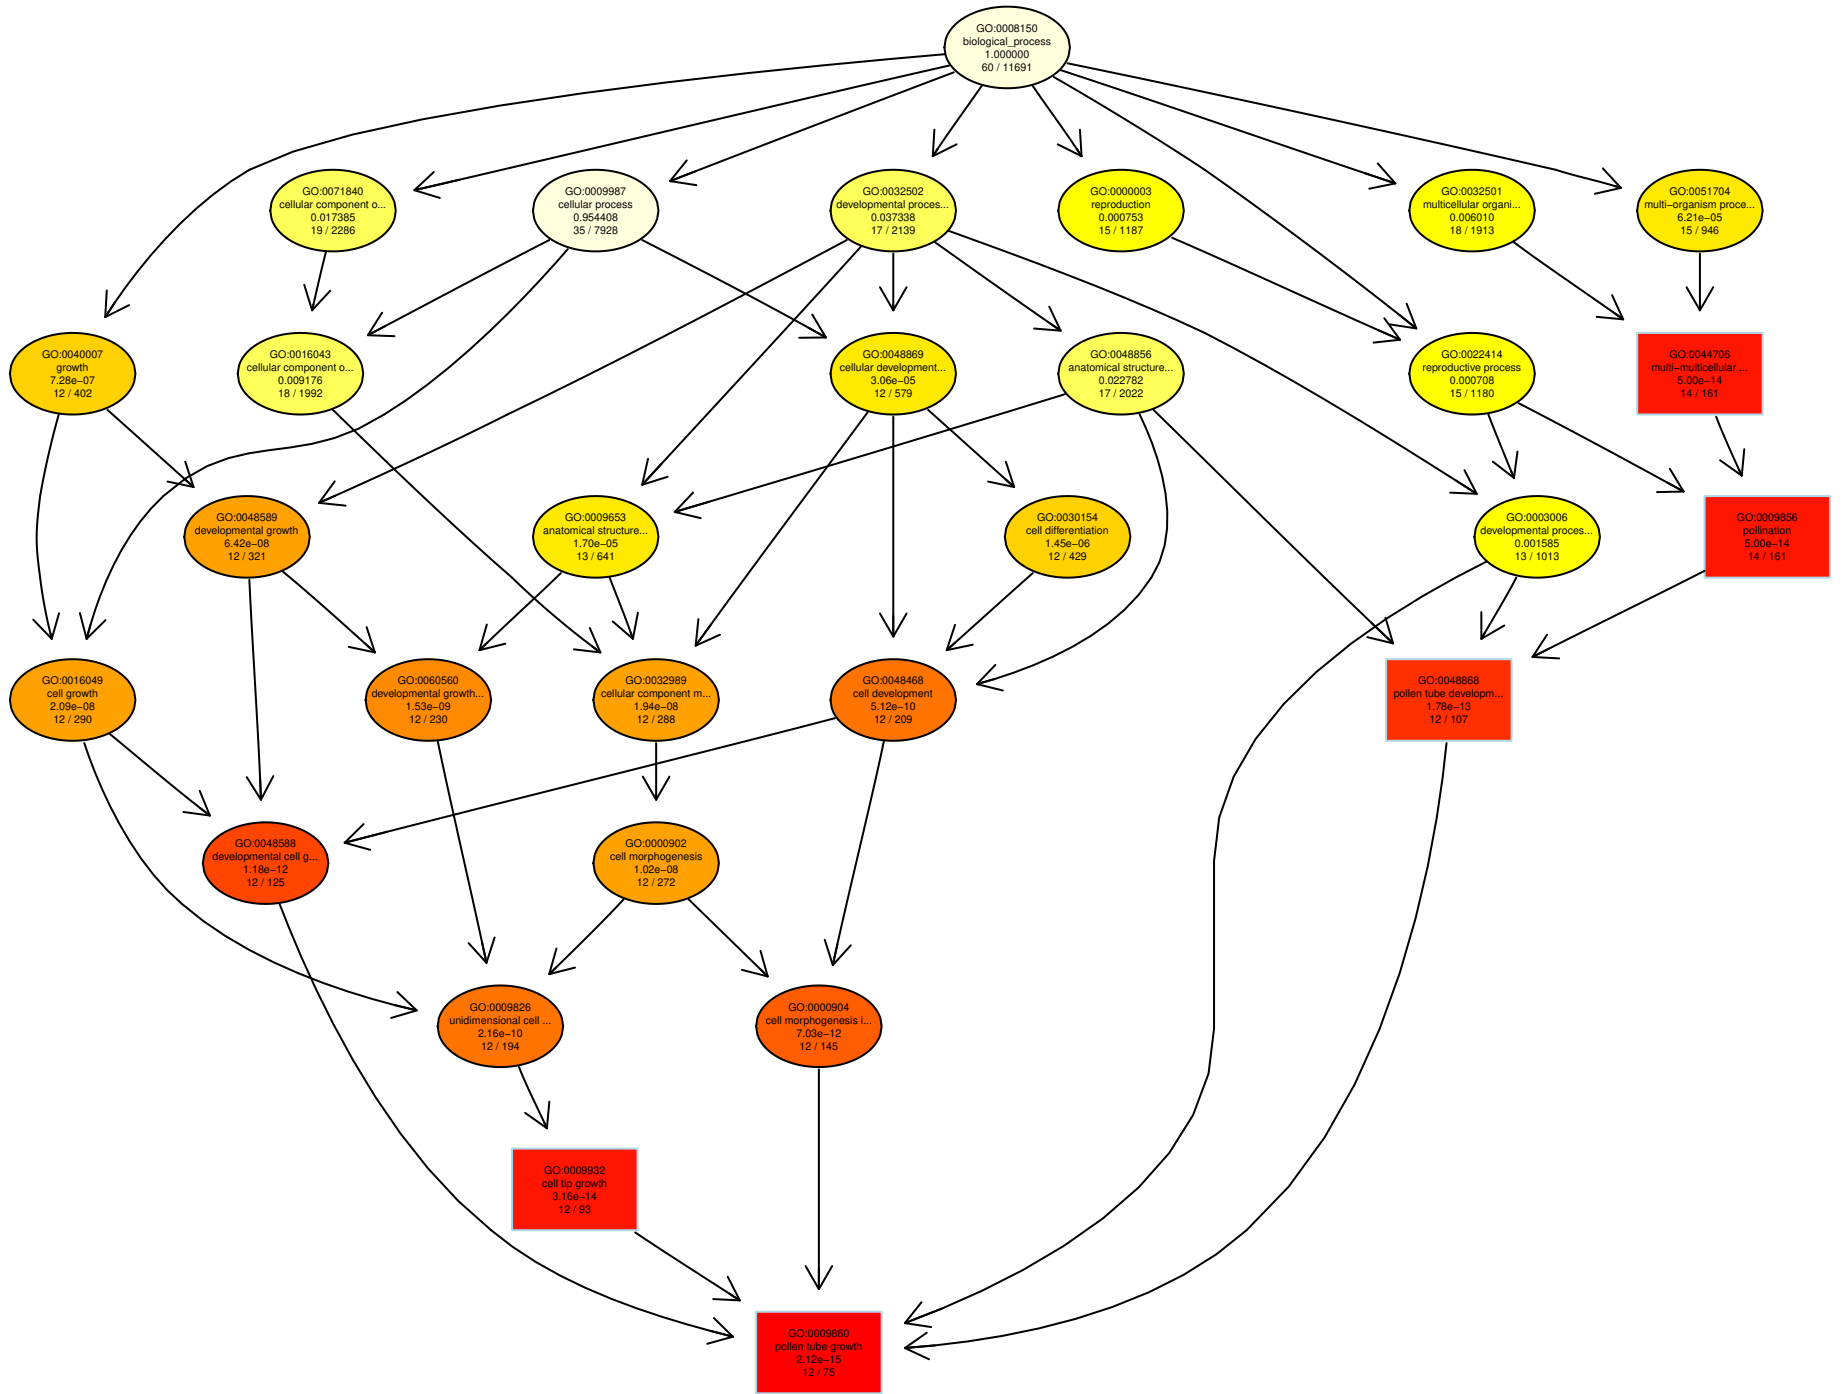 GO:0008150
biological_process
1.000000
60 / 11691
GO:0071840
cellular component o...
0.017385
19 / 2286
GO:0009987
cellular process
0.954408
35 / 7928
GO:0032502
developmental proces...
0.037338
17 / 2139
GO:0000003
reproduction
0.000753
15 / 1187
GO:0032501
multicellular organi...
0.006010
18 / 1913
GO:0051704
multi−organism proce...
6.21e−05
15 / 946
GO:0040007
growth
7.28e−07
12 / 402
GO:0016043
cellular component o...
0.009176
18 / 1992
GO:0048869
cellular development...
3.06e−05
12 / 579
GO:0048856
anatomical structure...
0.022782
17 / 2022
GO:0022414
reproductive process
0.000708
15 / 1180
GO:0044706
multi−multicellular ...
5.00e−14
14 / 161
GO:0048589
developmental growth
6.42e−08
12 / 321
GO:0009653
anatomical structure...
1.70e−05
13 / 641
GO:0030154
cell differentiation
1.45e−06
12 / 429
GO:0003006
developmental proces...
0.001585
13 / 1013
GO:0009856
pollination
5.00e−14
14 / 161
GO:0016049
cell growth
2.09e−08
12 / 290
GO:0060560
developmental growth...
1.53e−09
12 / 230
GO:0032989
cellular component m...
1.94e−08
12 / 288
GO:0048468
cell development
5.12e−10
12 / 209
GO:0048868
pollen tube developm...
1.78e−13
12 / 107
GO:0048588
developmental cell g...
1.18e−12
12 / 125
GO:0000902
cell morphogenesis
1.02e−08
12 / 272
GO:0009826
unidimensional cell ...
2.16e−10
12 / 194
GO:0000904
cell morphogenesis i...
7.03e−12
12 / 145
GO:0009932
cell tip growth
3.16e−14
12 / 93
GO:0009860
pollen tube growth
2.12e−15
12 / 75